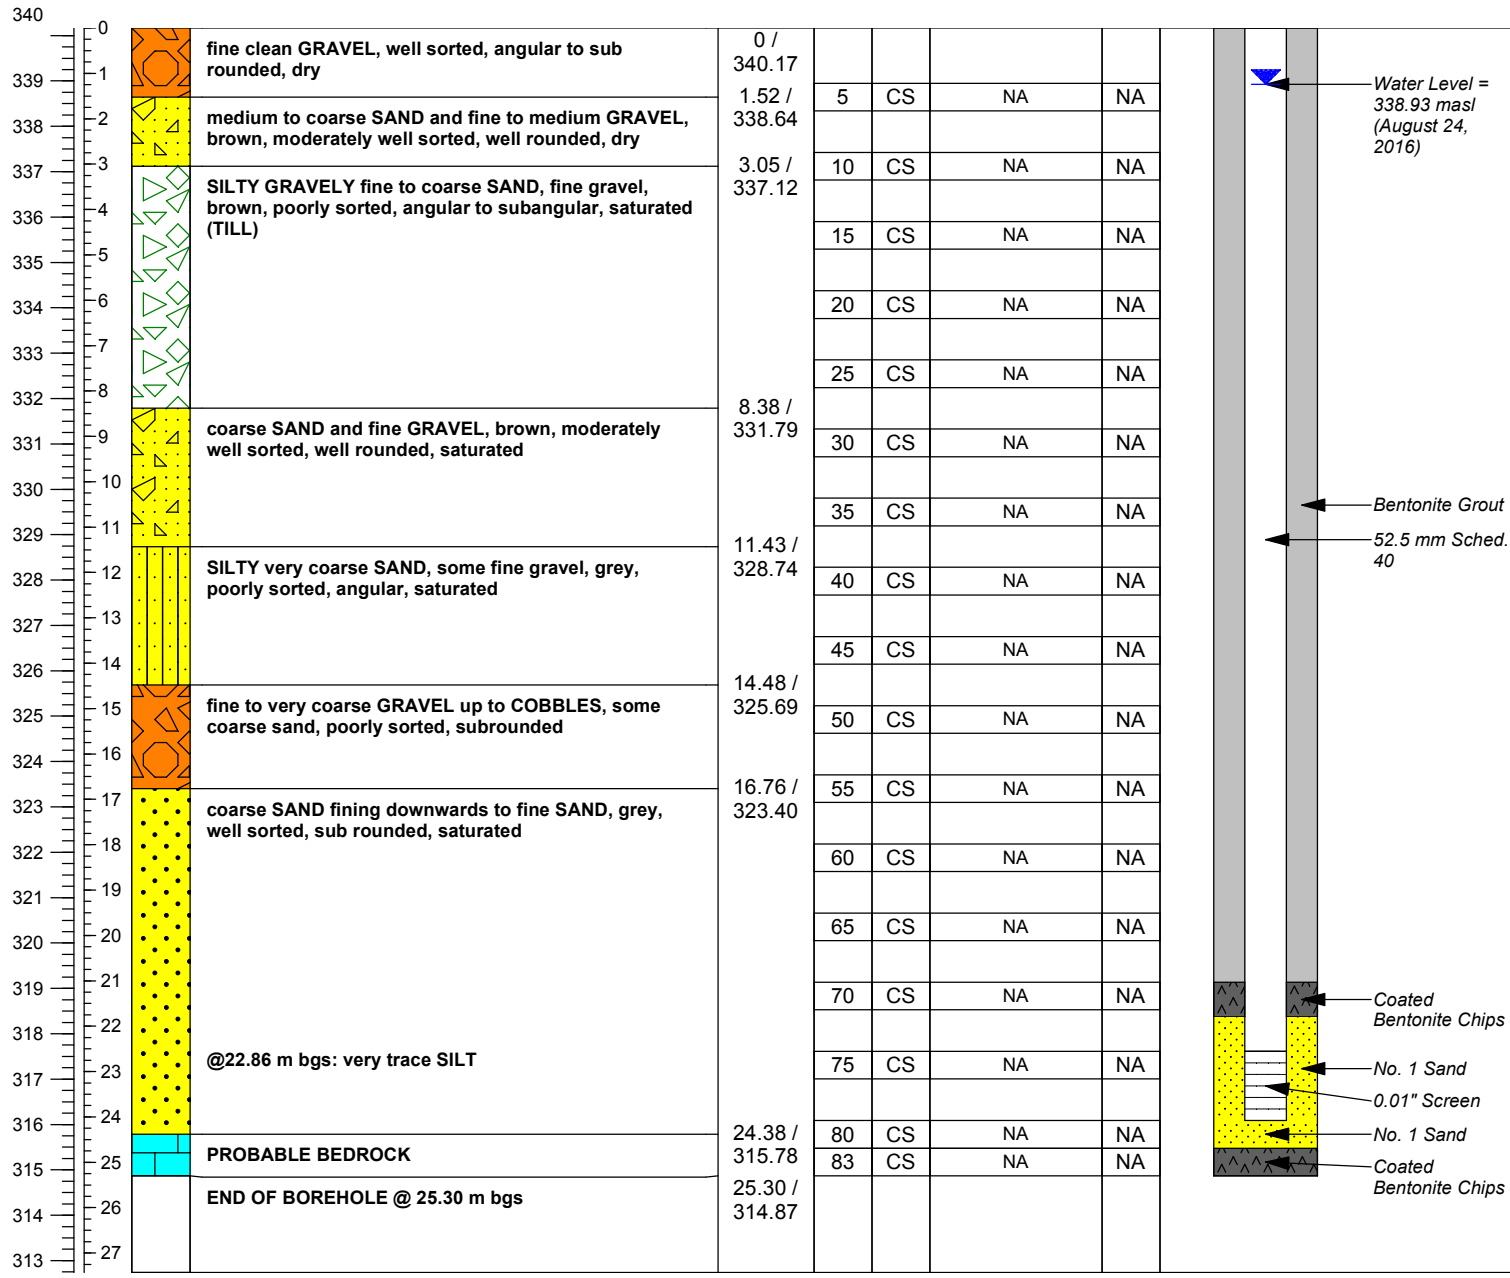 340
339
338
337
336
335
334
333
332
331
330
329
328
327
326
325
324
323
322
321
320
319
318
317
316
315
314
313
0
1
2
3
4
5
6
7
8
9
10
11
12
13
14
15
16
17
18
19
20
21
22
23
24
25
26
27
fine clean GRAVEL, well sorted, angular to sub
rounded, dry
medium to coarse SAND and fine to medium GRAVEL,
brown, moderately well sorted, well rounded, dry
SILTY GRAVELY fine to coarse SAND, fine gravel,
brown, poorly sorted, angular to subangular, saturated
(TILL)
coarse SAND and fine GRAVEL, brown, moderately
well sorted, well rounded, saturated
SILTY very coarse SAND, some fine gravel, grey,
poorly sorted, angular, saturated
fine to very coarse GRAVEL up to COBBLES, some
coarse sand, poorly sorted, subrounded
coarse SAND fining downwards to fine SAND, grey,
well sorted, sub rounded, saturated
@22.86 m bgs: very trace SILT
PROBABLE BEDROCK
END OF BOREHOLE @ 25.30 m bgs
0 /
340.17
1.52 /
338.64
3.05 /
337.12
8.38 /
331.79
11.43 /
328.74
14.48 /
325.69
16.76 /
323.40
24.38 /
315.78
25.30 /
314.87
5 CS NA NA
10 CS NA NA
15 CS NA NA
20 CS NA NA
25 CS NA NA
30 CS NA NA
35 CS NA NA
40 CS NA NA
45 CS NA NA
50 CS NA NA
55 CS NA NA
60 CS NA NA
65 CS NA NA
70 CS NA NA
75 CS NA NA
80 CS NA NA
83 CS NA NA
Water Level =
338.93 masl
(August 24,
2016)
Bentonite Grout
52.5 mm Sched.
40
Coated
Bentonite Chips
No. 1 Sand
0.01" Screen
No. 1 Sand
Coated
Bentonite Chips